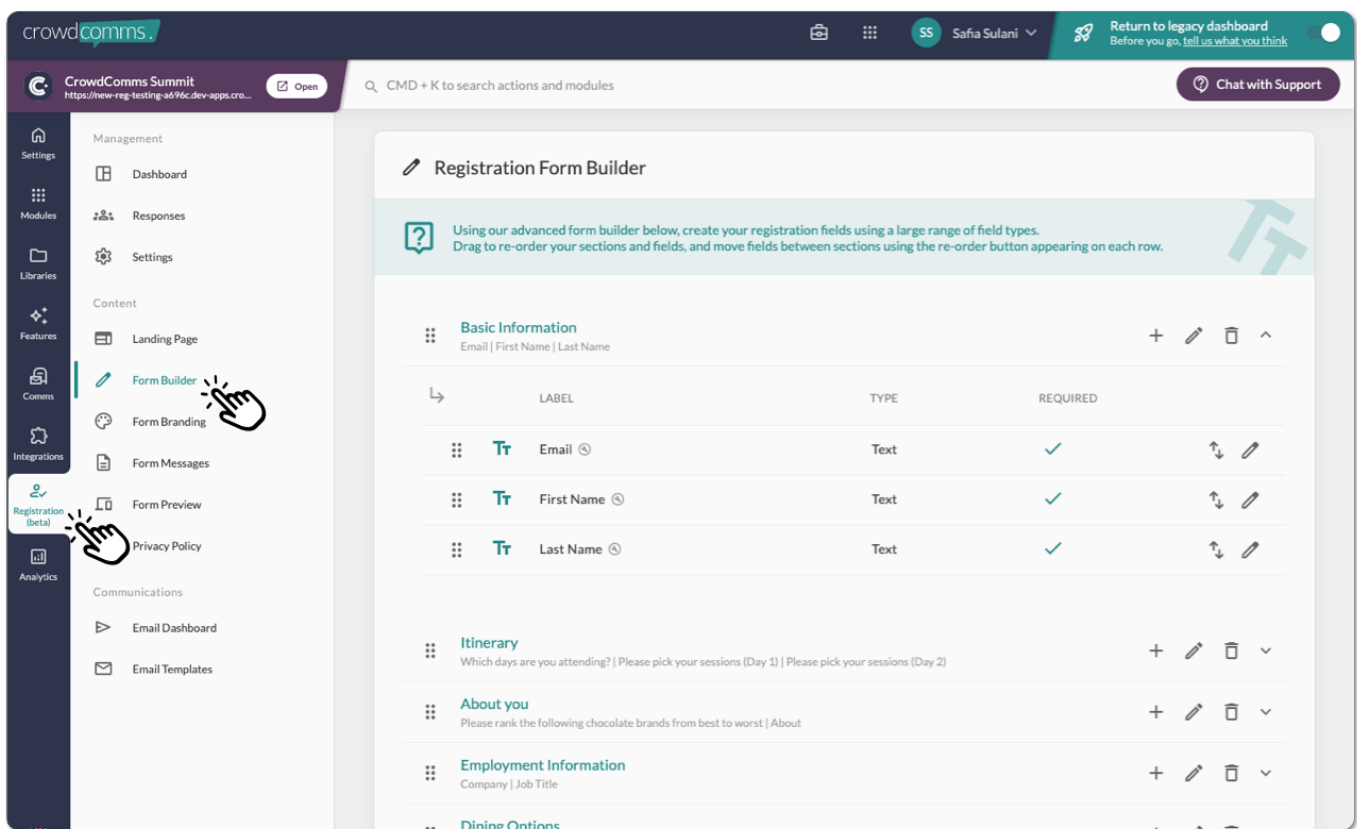 crowdcomms.
SS Safia Sulani
Return to legacy dashboard
Before you go, tell us what you think
CrowdComms Summit
https://new-reg-testing-a696c.dev-apps.cro...
Open
CMD + K to search actions and modules
Chat with Support
Settings
Modules
Libraries
Features
Comms
Integrations
Registration
(beta)
Analytics
Management
Dashboard
Responses
Settings
Content
Landing Page
Form Builder
Form Branding
Form Messages
Form Preview
Privacy Policy
Communications
Email Dashboard
Email Templates
Registration Form Builder
Using our advanced form builder below, create your registration fields using a large range of field types.
Drag to re-order your sections and fields, and move fields between sections using the re-order button appearing on each row.
Basic Information
Email | First Name | Last Name
LABEL TYPE REQUIRED
Email Text
First Name Text
Last Name Text
Itinerary
Which days are you attending? | Please pick your sessions (Day 1) | Please pick your sessions (Day 2)
About you
Please rank the following chocolate brands from best to worst | About
Employment Information
Company | Job Title
Dining Options